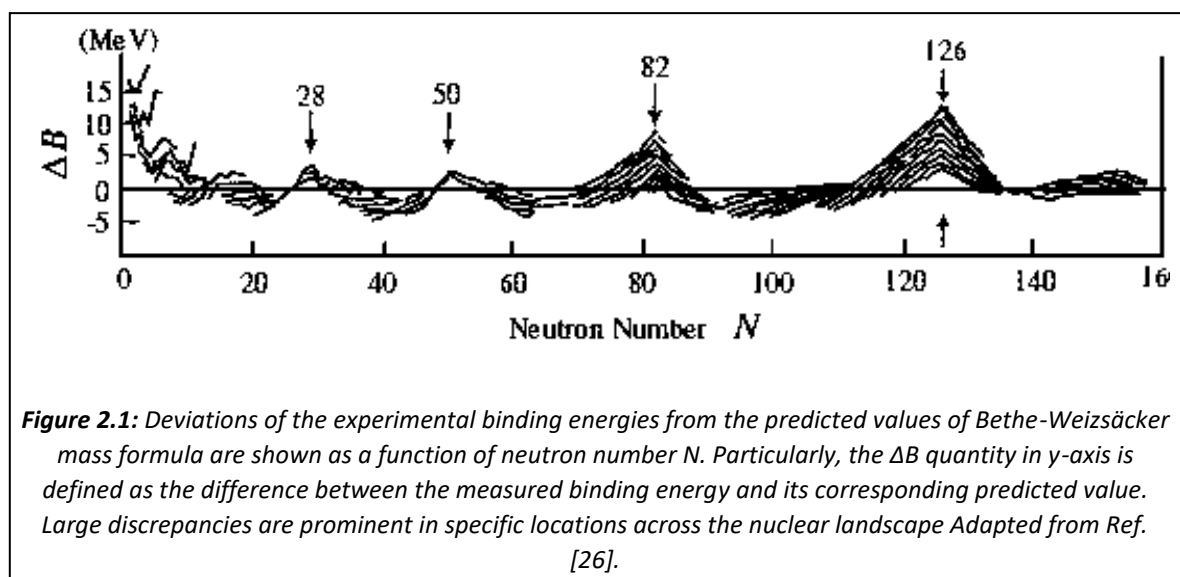 (MeV)
15
10
5
0
-5
ΔB
28
50
82
126
0 20 40 60 80 100 120 140 16
Neutron Number N
Figure 2.1: Deviations of the experimental binding energies from the predicted values of Bethe-Weizsäcker
mass formula are shown as a function of neutron number N. Particularly, the ΔB quantity in y-axis is
defined as the difference between the measured binding energy and its corresponding predicted value.
Large discrepancies are prominent in specific locations across the nuclear landscape Adapted from Ref.
[26].